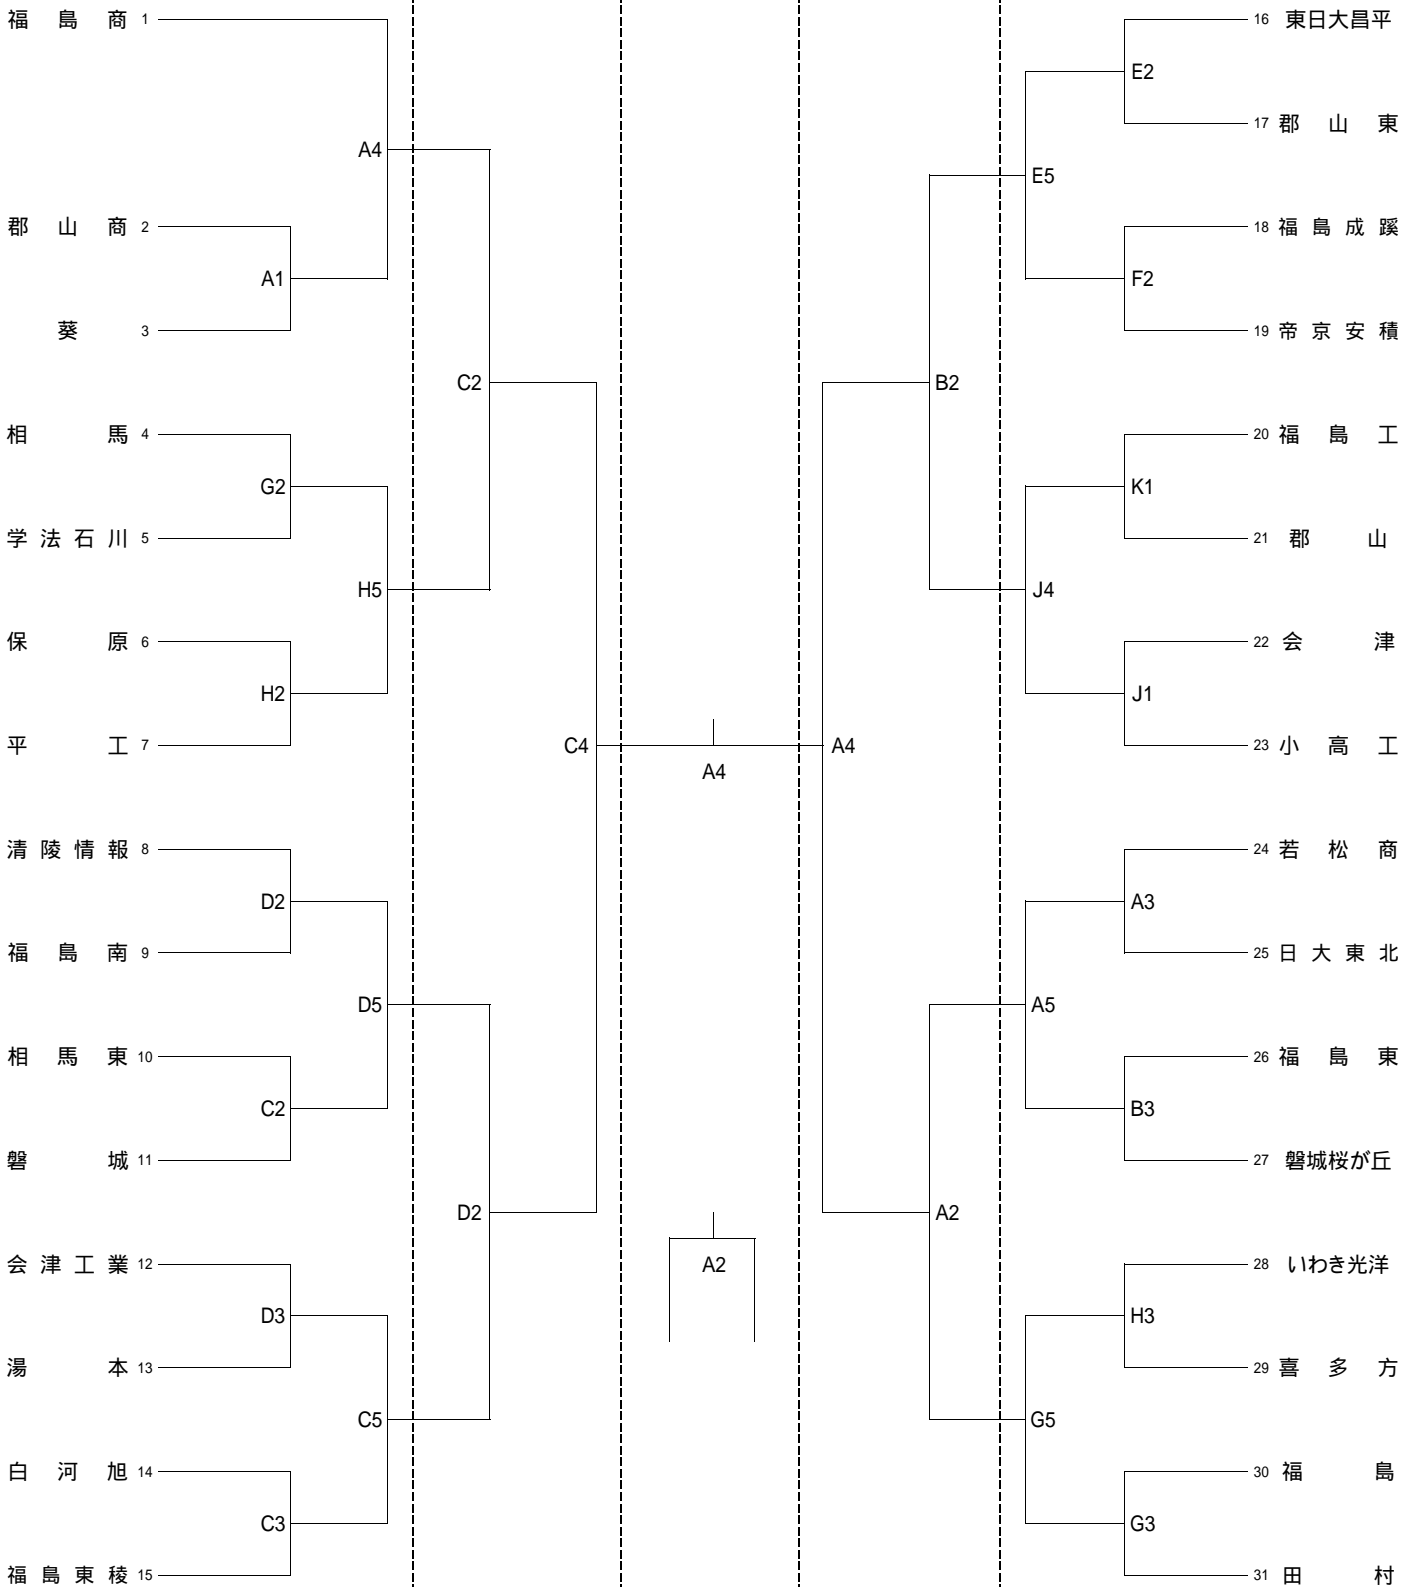 福島商 1
A4
郡山商 2
A1
葵 3
C2
相馬 4
G2
学法石川 5
H5
保原 6
H2
平工 7
C4
清陵情報 8
D2
福島南 9
D5
相馬東 10
C2
磐城 11
D2
会津工業 12
D3
湯本 13
C5
白河旭 14
C3
福島東稜 15
A4
A2
16 東日大昌平
E2
17 郡山東
E5
18 福島成蹊
F2
19 帝京安積
B2
20 福島工
K1
21 郡山
J4
22 会津
J1
23 小高工
A4
24 若松商
A3
25 日大東北
A5
26 福島東
B3
27 磐城桜が丘
A2
28 いわき光洋
H3
29 喜多方
G5
30 福島
G3
31 田村